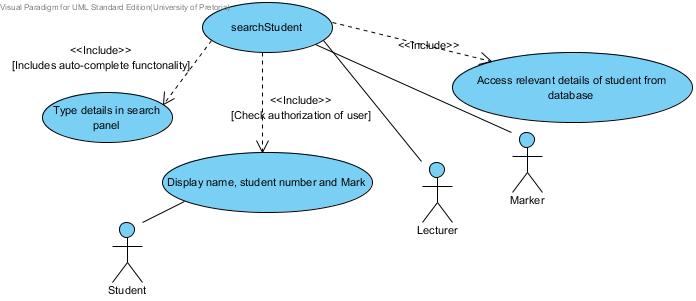 Visual Paradigm for UML Standard Edition(University of Pretoria)
searchStudent
<<Include>>
[Includes auto-complete functonality]
<<Include>>
Type details in search
panel
<<Include>>
[Check authorization of user]
Access relevant details of student from
database
Display name, student number and Mark
Marker
Lecturer
Student